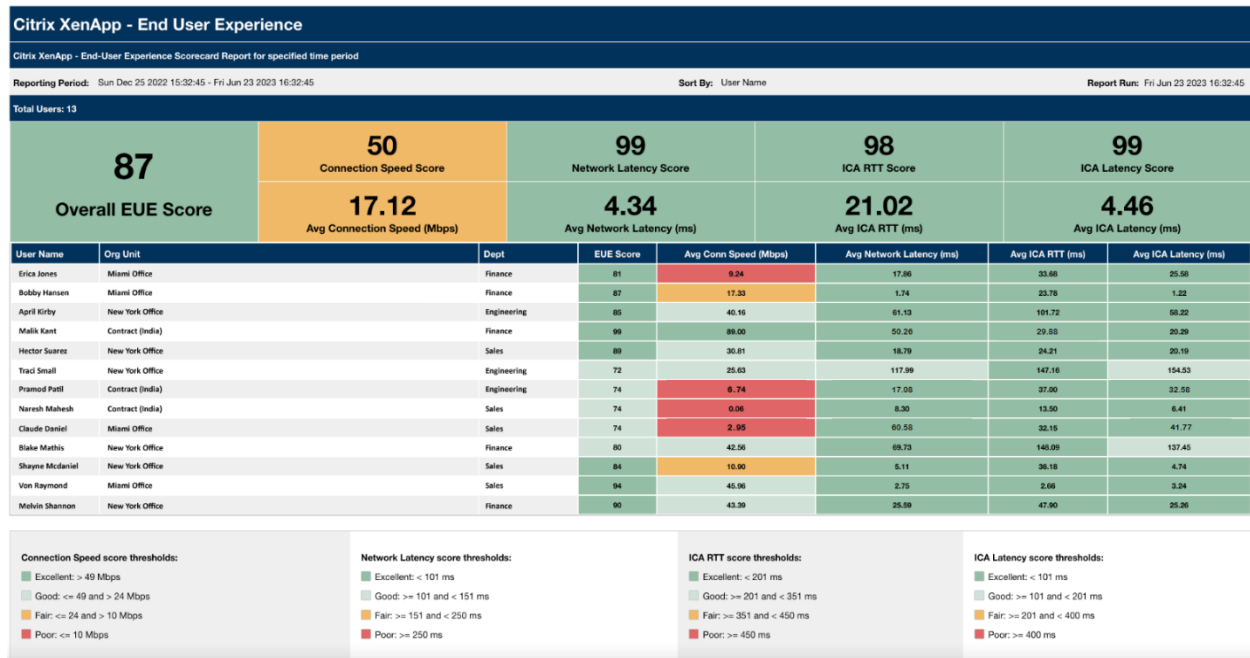 Citrix XenApp - End User Experience
Citrix XenApp - End-User Experience Scorecard Report for specified time period
Reporting Period: Sun Dec 25 2022 15:32:45 - Fri Jun 23 2023 16:32:45 Sort By: User Name Report Run: Fri Jun 23 2023 16:32:45
Total Users: 13
87
Overall EUE Score
50
Connection Speed Score
17.12
Avg Connection Speed (Mbps)
99
Network Latency Score
4.34
Avg Network Latency (ms)
98
ICA RTT Score
21.02
Avg ICA RTT (ms)
99
ICA Latency Score
4.46
Avg ICA Latency (ms)
User Name Org Unit Dept EUE Score Avg Conn Speed (Mbps) Avg Network Latency (ms) Avg ICA RTT (ms) Avg ICA Latency (ms)
Erica Jones Miami Office Finance 81 9.24 17.86 33.68 25.58
Bobby Hansen Miami Office Finance 87 17.33 1.74 23.78 1.22
April Kirby New York Office Engineering 85 40.16 61.13 101.72 58.22
Malik Kant Contract (India) Finance 99 89.00 50.26 29.88 20.29
Hector Suarez New York Office Sales 89 30.81 18.79 24.21 20.19
Traci Small New York Office Engineering 72 25.63 117.99 147.16 154.53
Pramod Patil Contract (India) Engineering 74 6.74 17.08 37.00 32.58
Naresh Mahesh Contract (India) Sales 74 0.06 8.30 13.50 6.41
Claude Daniel Miami Office Sales 74 2.95 60.58 32.15 41.77
Blake Mathis New York Office Finance 80 42.56 69.73 148.09 137.45
Shayne Mcdaniel New York Office Sales 84 10.90 5.11 36.18 4.74
Von Raymond Miami Office Sales 94 45.96 2.75 2.66 3.24
Melvin Shannon New York Office Finance 90 43.39 25.59 47.90 25.26
Connection Speed score thresholds:
Excellent: > 49 Mbps
Good: <= 49 and > 24 Mbps
Fair: <= 24 and > 10 Mbps
Poor: <= 10 Mbps
Network Latency score thresholds:
Excellent: < 101 ms
Good: >= 101 and < 151 ms
Fair: >= 151 and < 250 ms
Poor: >= 250 ms
ICA RTT score thresholds:
Excellent: < 201 ms
Good: >= 201 and < 351 ms
Fair: >= 351 and < 450 ms
Poor: >= 450 ms
ICA Latency score thresholds:
Excellent: < 101 ms
Good: >= 101 and < 201 ms
Fair: >= 201 and < 400 ms
Poor: >= 400 ms